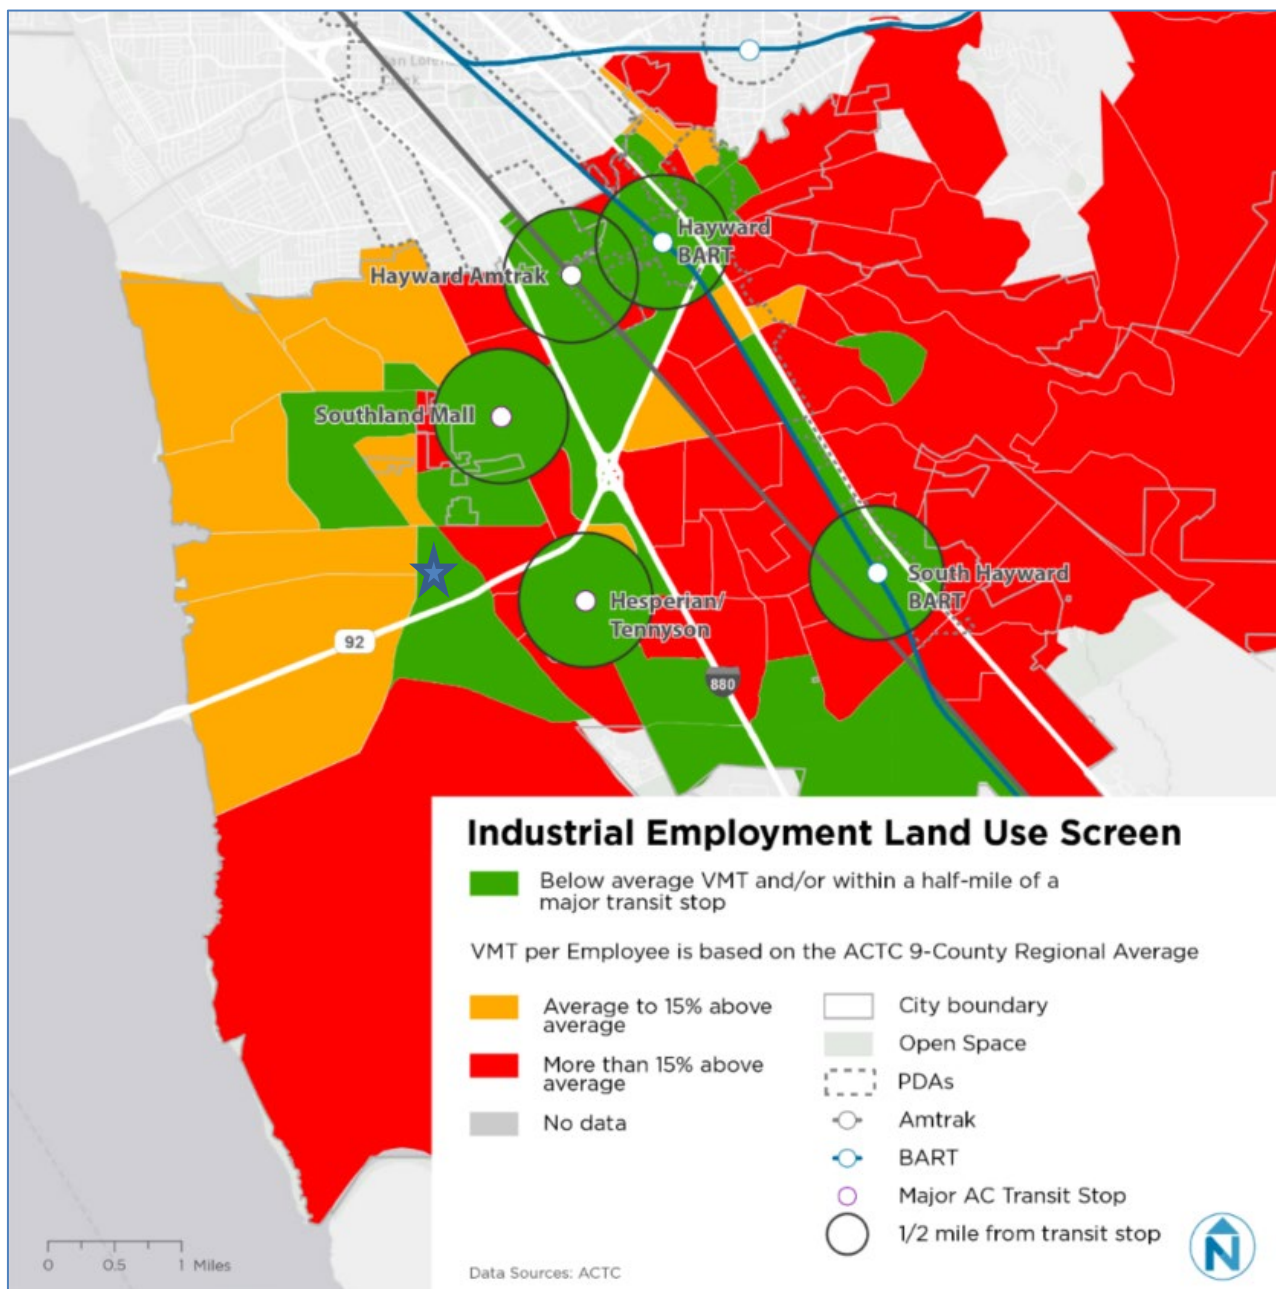 San Lorenzo
Creek
Hayward
BART
Hayward Amtrak
Southland Mall
South Hayward
BART
Hesperian/
Tennyson
92
880
Industrial Employment Land Use Screen
Below average VMT and/or within a half-mile of a
major transit stop
VMT per Employee is based on the ACTC 9-County Regional Average
Average to 15% above
average
More than 15% above
average
No data
City boundary
Open Space
PDAs
Amtrak
BART
Major AC Transit Stop
1/2 mile from transit stop
N
0 0.5 1 Miles
Data Sources: ACTC